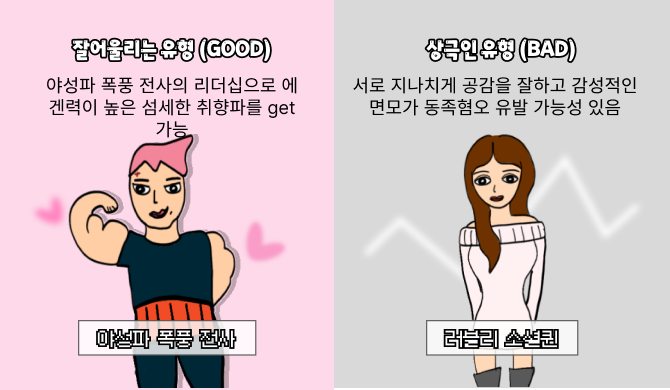 잘어울리는 유형 (GOOD)
야성파 폭풍 전사의 리더십으로 에
겐력이 높은 섬세한 취향파를 get
가능
야성파 폭풍 전사
상극인 유형 (BAD)
서로 지나치게 공감을 잘하고 감성적인
면모가 동족혐오 유발 가능성 있음
러블리 소셜퀸